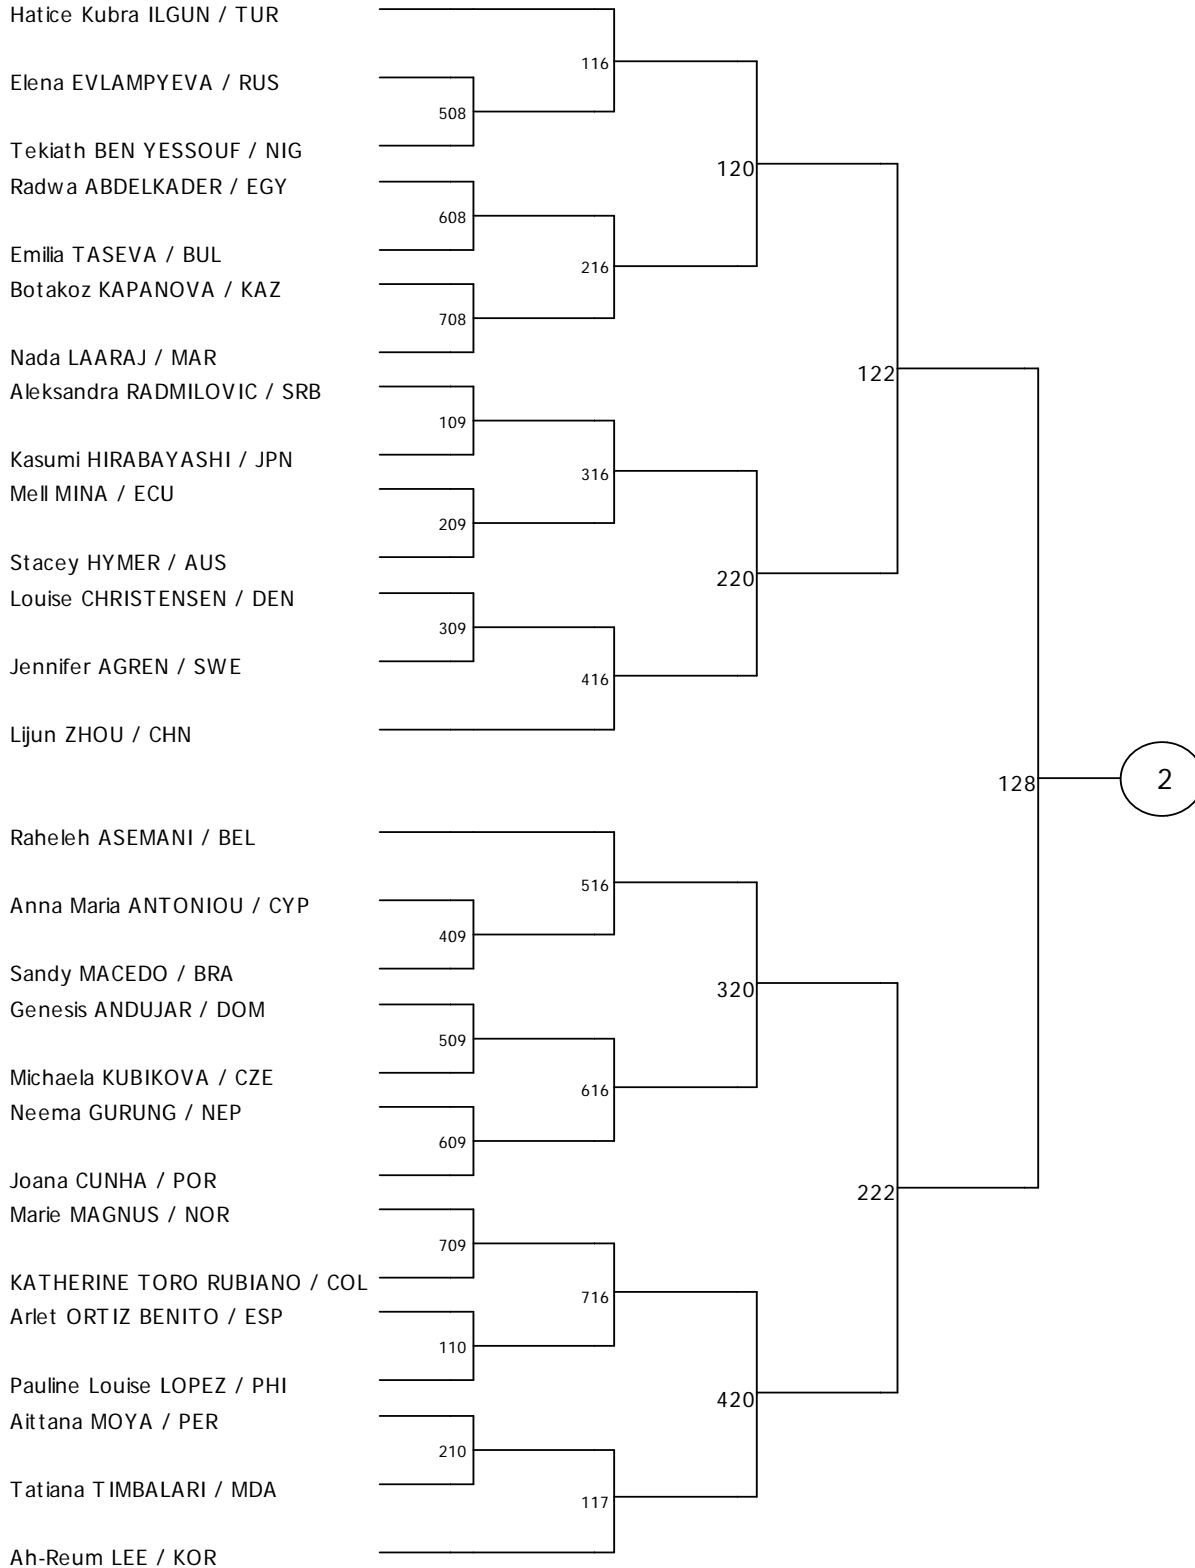 Hatice Kubra ILGUN / TUR
116
Elena EVLAMPYEVA / RUS
508
Tekiath BEN YESSOUF / NIG
120
Radwa ABDELKADER / EGY
608
Emilia TASEVA / BUL
216
Botakoz KAPANOVA / KAZ
708
Nada LAARAJ / MAR
122
Aleksandra RADMILOVIC / SRB
109
Kasumi HIRABAYASHI / JPN
316
Mell MINA / ECU
209
Stacey HYMER / AUS
220
Louise CHRISTENSEN / DEN
309
Jennifer AGREN / SWE
416
Lijun ZHOU / CHN
128
2
Raheleh ASEMANI / BEL
516
Anna Maria ANTONIOU / CYP
409
Sandy MACEDO / BRA
320
Genesis ANDUJAR / DOM
509
Michaela KUBIKOVA / CZE
616
Neema GURUNG / NEP
609
Joana CUNHA / POR
222
Marie MAGNUS / NOR
709
KATHERINE TORO RUBIANO / COL
716
Arlet ORTIZ BENITO / ESP
110
Pauline Louise LOPEZ / PHI
420
Aittana MOYA / PER
210
Tatiana TIMBALARI / MDA
117
Ah-Reum LEE / KOR